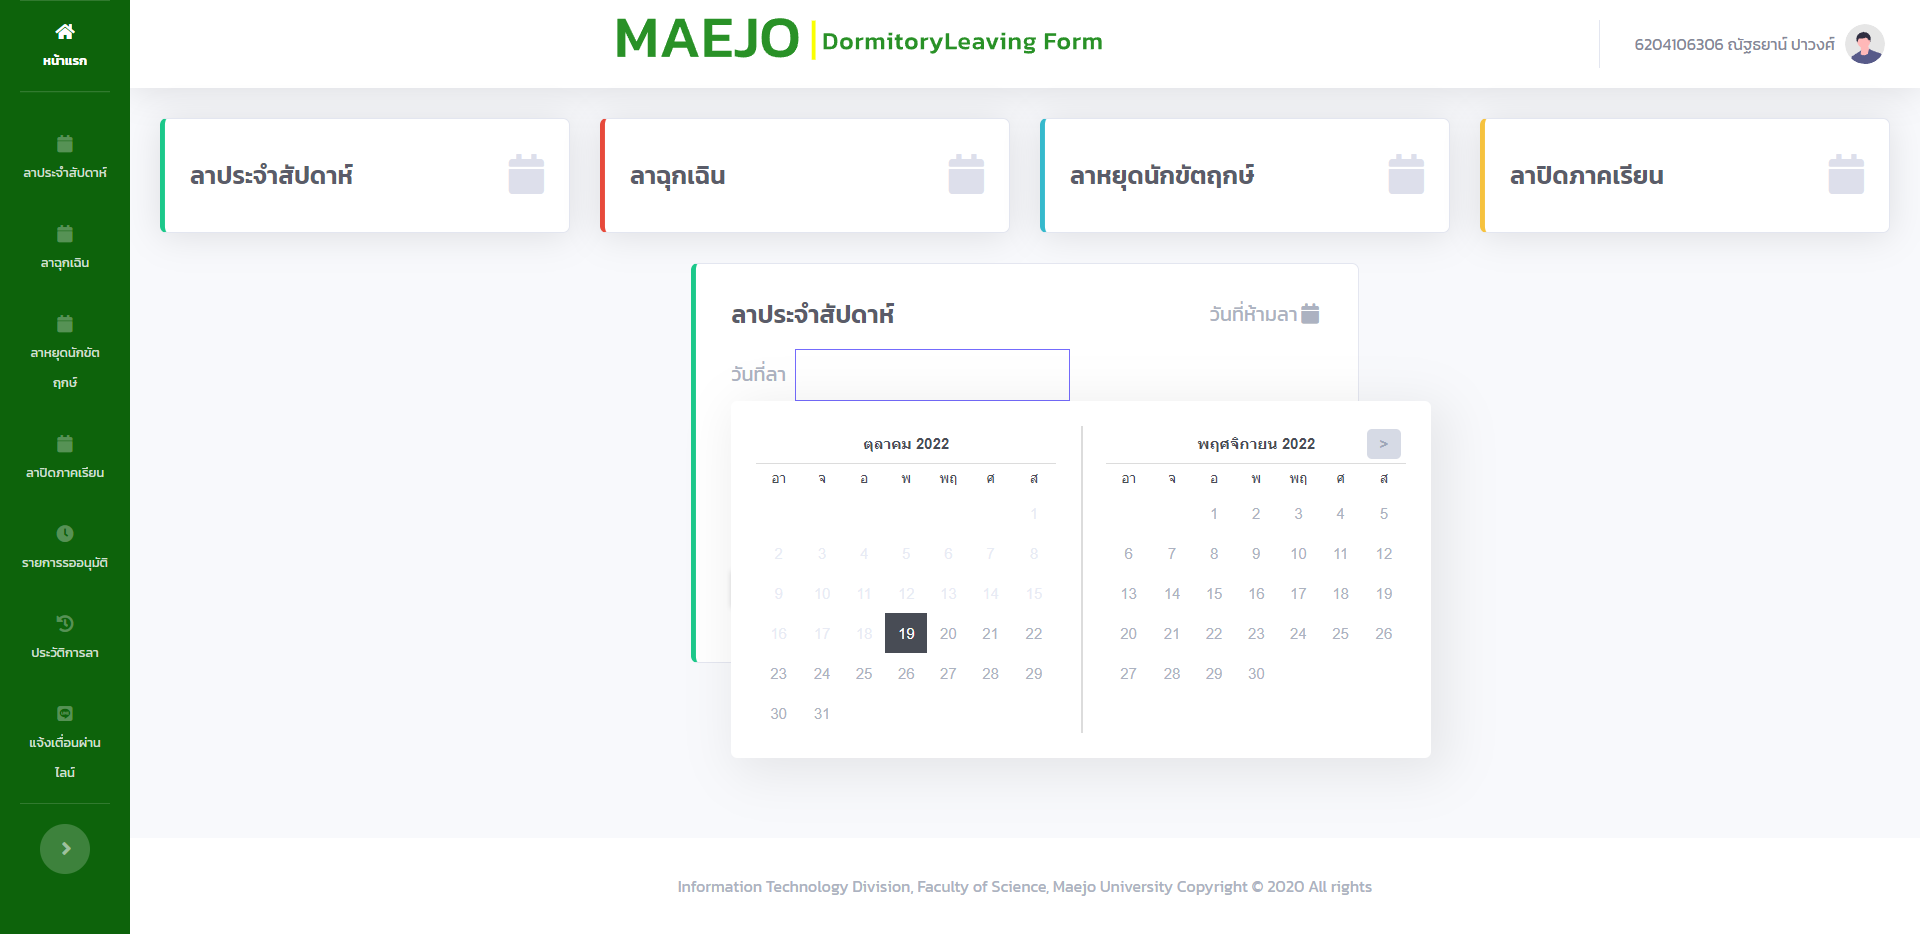 หน้าแรก
ลาประจำสัปดาห์
ลาฉุกเฉิน
ลาหยุดนักขัต
ฤกษ์
ลาปิดภาคเรียน
รายการรออนุมัติ
ประวัติการลา
แจ้งเตื่อนผ่าน
ไลน์
MAEJO DormitoryLeaving Form
6204106306 ณัฐธยาน์ ปาวงศ์
ลาประจำสัปดาห์
ลาฉุกเฉิน
ลาหยุดนักขัตฤกษ์
ลาปิดภาคเรียน
ลาประจำสัปดาห์
วันที่ห้ามลา
วันที่ลา
ตุลาคม 2022
อา จ อ พ พฤ ศ ส
1
2 3 4 5 6 7 8
9 10 11 12 13 14 15
16 17 18 19 20 21 22
23 24 25 26 27 28 29
30 31
พฤศจิกายน 2022 >
อา จ อ พ พฤ ศ ส
1 2 3 4 5
6 7 8 9 10 11 12
13 14 15 16 17 18 19
20 21 22 23 24 25 26
27 28 29 30
Information Technology Division, Faculty of Science, Maejo University Copyright © 2020 All rights